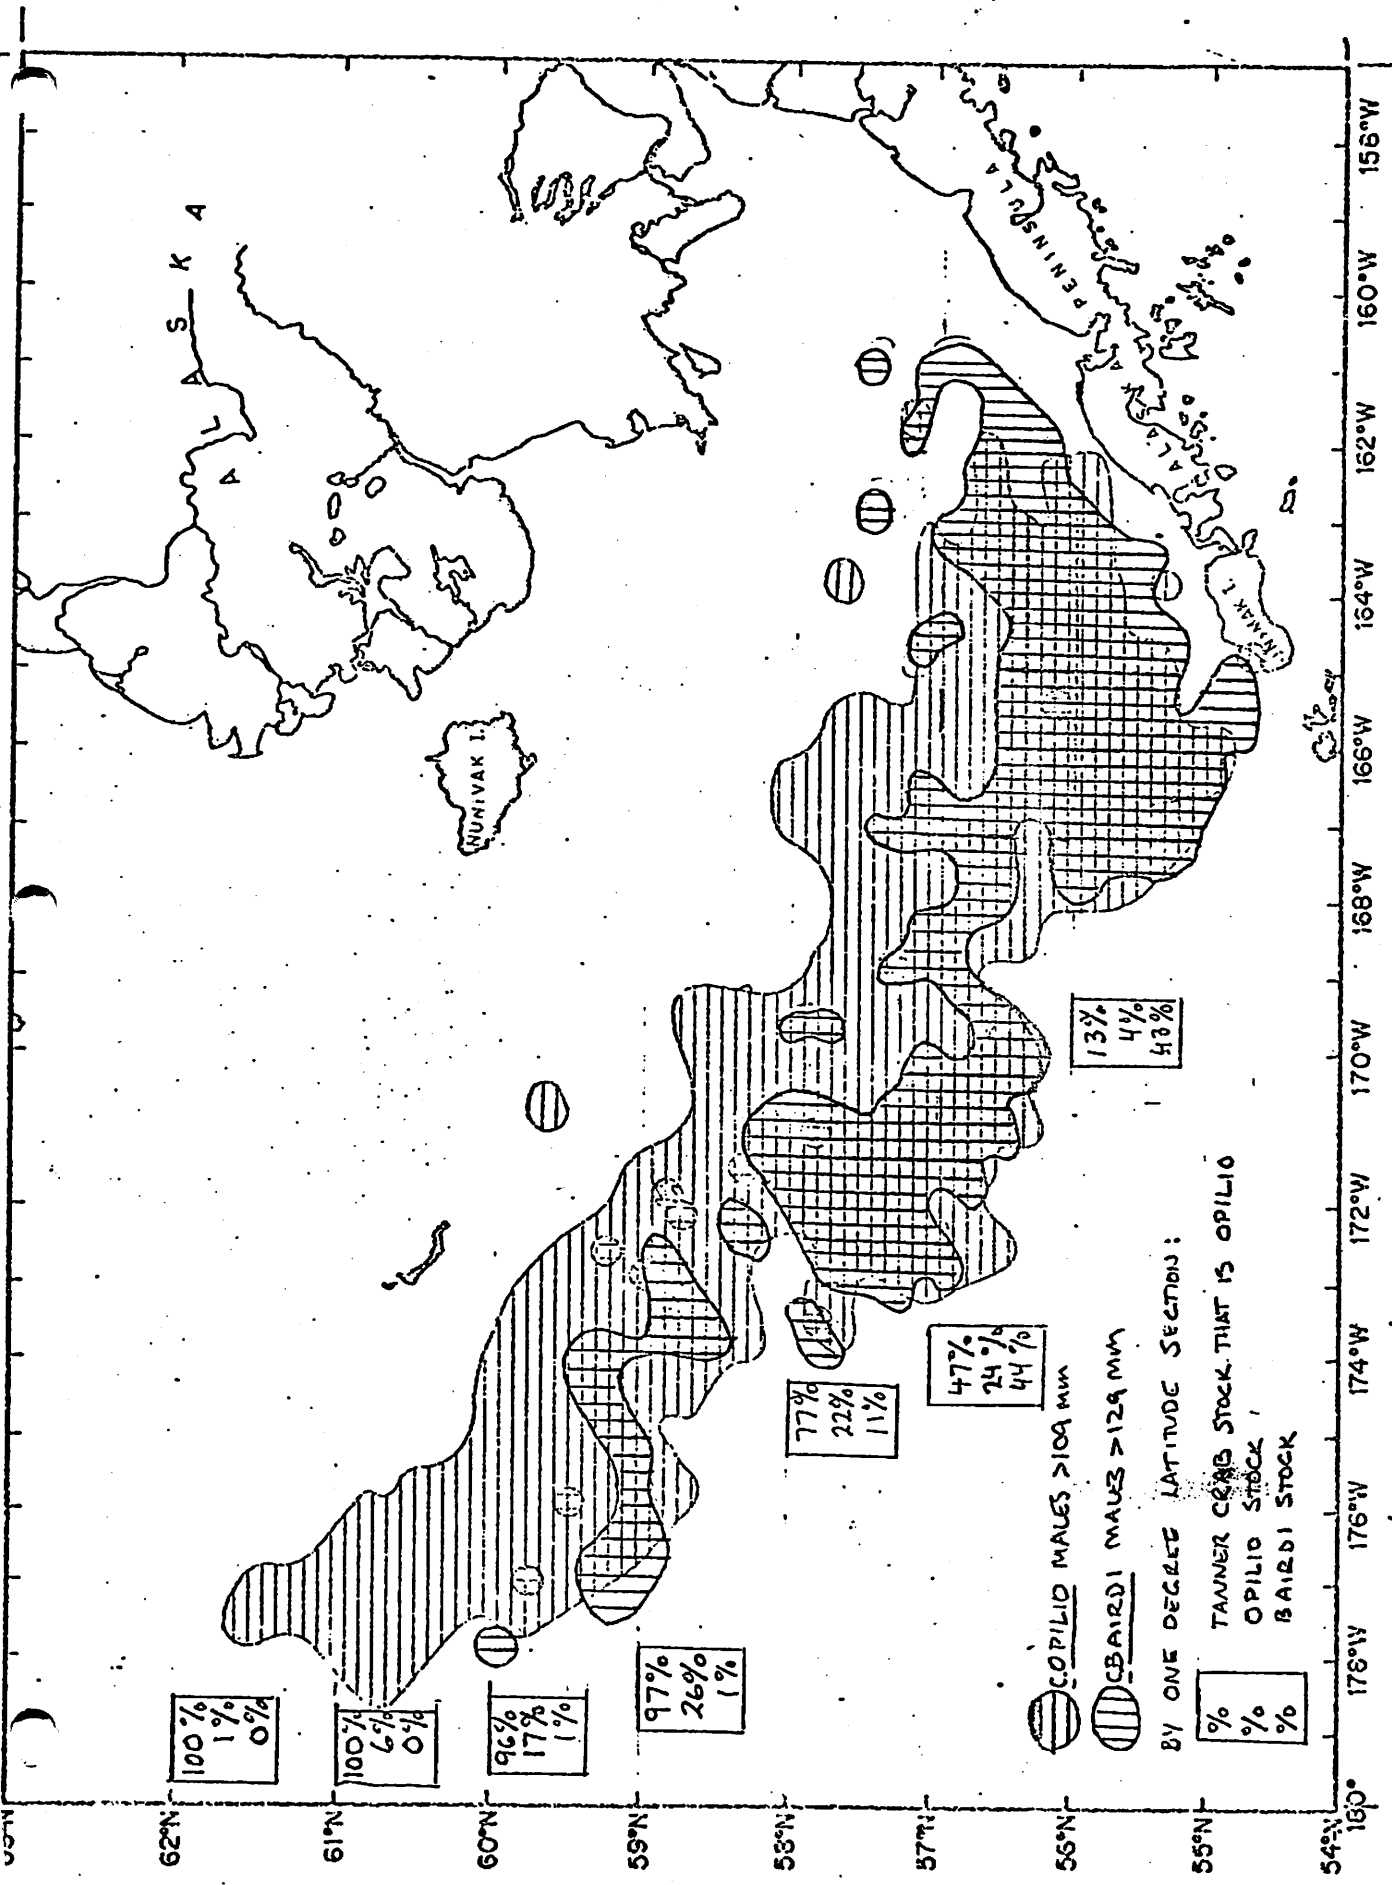 A L A S K A
NUNIVAK I.
ALASKA PENINSULA
UNIMAK I.
62°N
61°N
60°N
59°N
58°N
57°N
56°N
55°N
54°N
180°
178°W
176°W
174°W
172°W
170°W
168°W
166°W
164°W
162°W
160°W
156°W
100%
1%
0%
100%
6%
0%
96%
17%
1%
97%
26%
1%
77%
22%
11%
47%
24%
44%
13%
4%
43%
C.OPILIO MALES >109 mm
C.BAIRDI MALES >129 mm
BY ONE DEGREE LATITUDE SECTION:
% TANNER CRAB STOCK THAT IS OPILIO
% OPILIO STOCK
% BAIRDI STOCK